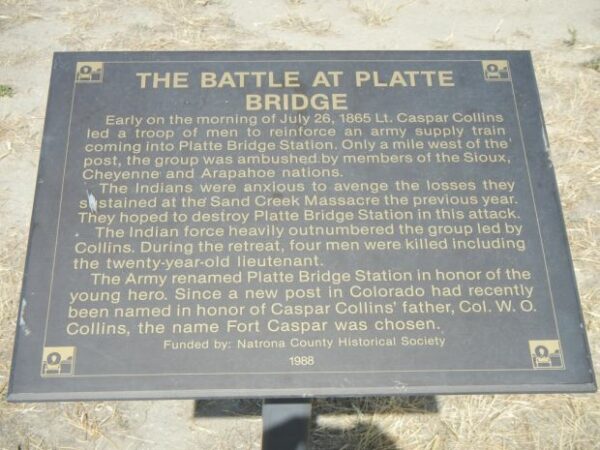 THE BATTLE AT PLATTE
BRIDGE
Early on the morning of July 26, 1865 Lt. Caspar Collins
led a troop of men to reinforce an army supply train
coming into Platte Bridge Station. Only a mile west of the
post, the group was ambushed by members of the Sioux,
Cheyenne and Arapahoe nations.
The Indians were anxious to avenge the losses they
sustained at the Sand Creek Massacre the previous year.
They hoped to destroy Platte Bridge Station in this attack.
The Indian force heavily outnumbered the group led by
Collins. During the retreat, four men were killed including
the twenty-year-old lieutenant.
The Army renamed Platte Bridge Station in honor of the
young hero. Since a new post in Colorado had recently
been named in honor of Caspar Collins' father, Col. W. O.
Collins, the name Fort Caspar was chosen.
Funded by: Natrona County Historical Society
1988